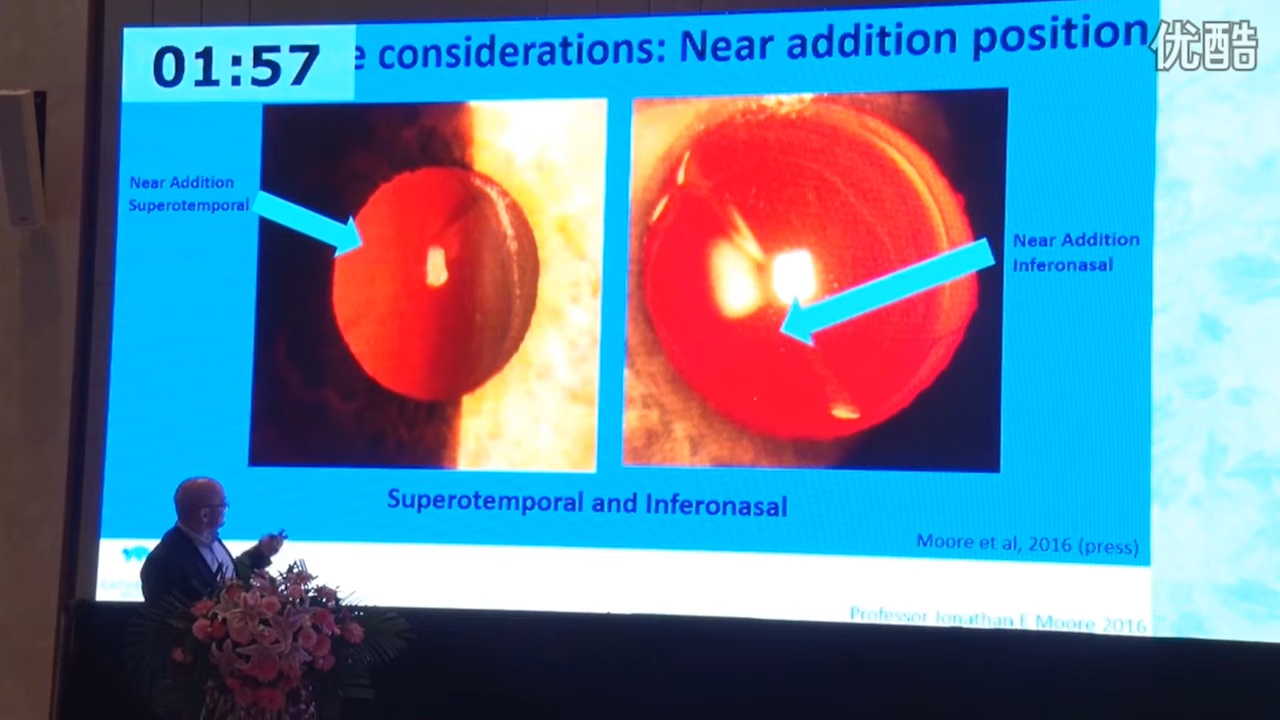 01:57
e considerations: Near addition position
优酷
Near Addition
Superotemporal
Near Addition
Inferonasal
Superotemporal and Inferonasal
Moore et al, 2016 (press)
Professor Jonathan E Moore 2016